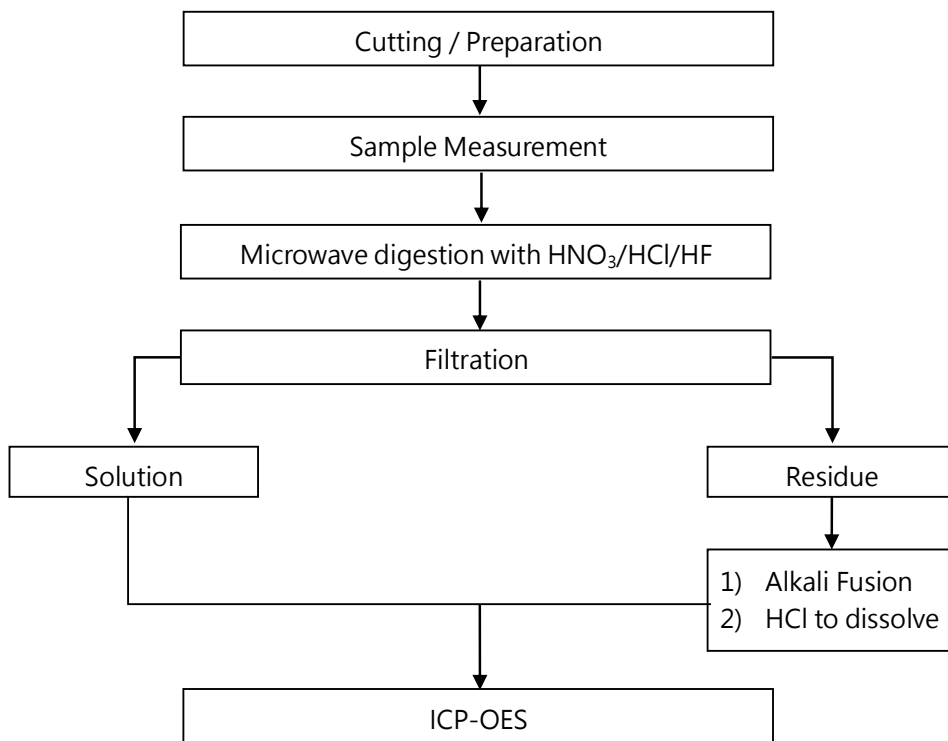 Cutting / Preparation
Sample Measurement
Microwave digestion with HNO₃/HCl/HF
Filtration
Solution
Residue
1) Alkali Fusion
2) HCl to dissolve
ICP-OES